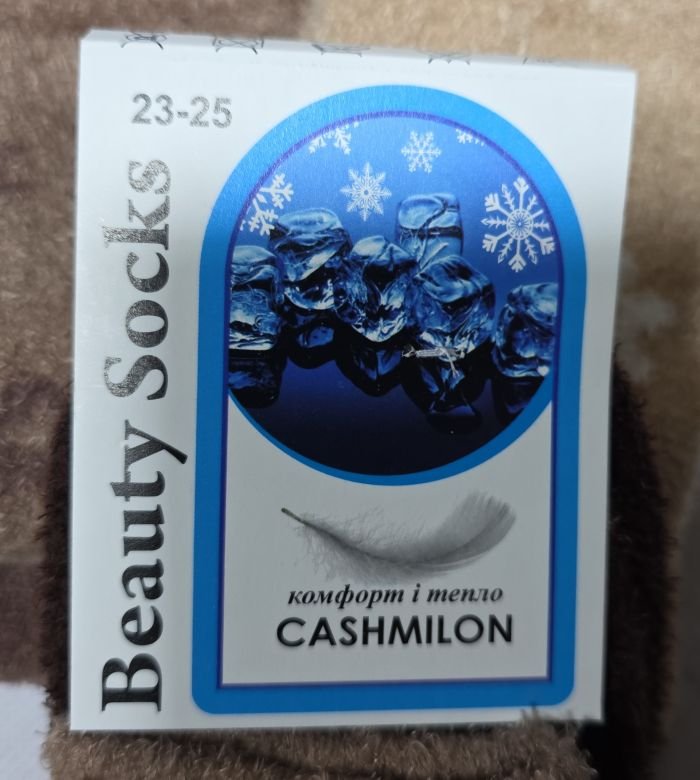 23-25
Beauty Socks
комфорт і тепло
CASHMILON